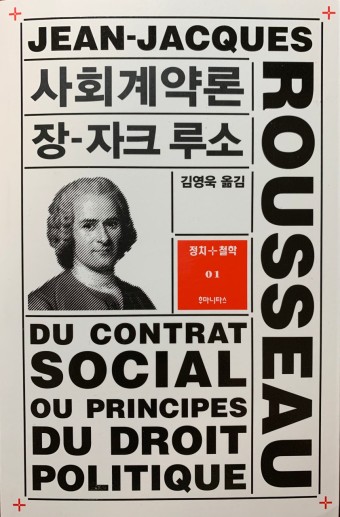 JEAN-JACQUES
ROUSSEAU
사회계약론
장-자크 루소
김영욱 옮김
정치+철학
01
후마니타스
DU CONTRAT
SOCIAL
OU PRINCIPES
DU DROIT
POLITIQUE